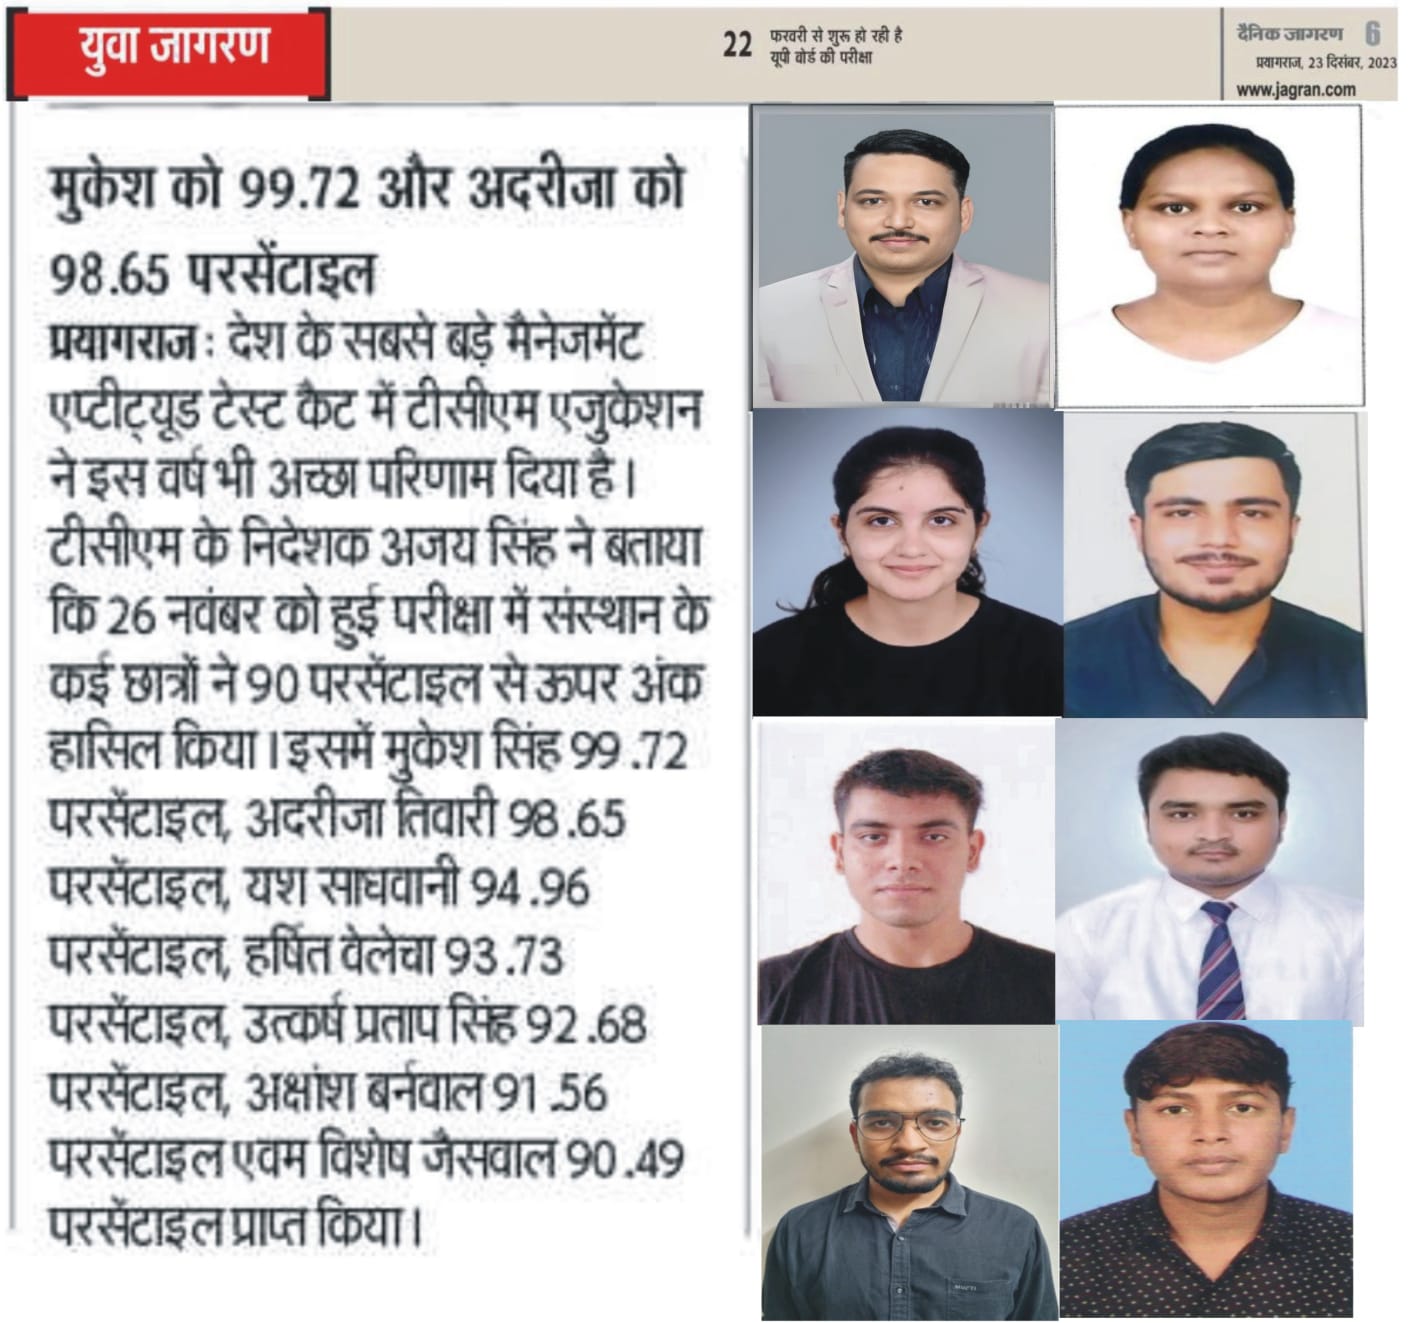 युवा जागरण
22 फरवरी से शुरू हो रही है
यूपी बोर्ड की परीक्षा
दैनिक जागरण 6
प्रयागराज, 23 दिसंबर, 2023
www.jagran.com
मुकेश को 99.72 और अदरीजा को
98.65 परसेंटाइल
प्रयागराज : देश के सबसे बड़े मैनेजमेंट
एप्टीट्यूड टेस्ट कैट में टीसीएम एजुकेशन
ने इस वर्ष भी अच्छा परिणाम दिया है।
टीसीएम के निदेशक अजय सिंह ने बताया
कि 26 नवंबर को हुई परीक्षा में संस्थान के
कई छात्रों ने 90 परसेंटाइल से ऊपर अंक
हासिल किया। इसमें मुकेश सिंह 99.72
परसेंटाइल, अदरीजा तिवारी 98.65
परसेंटाइल, यश साधवानी 94.96
परसेंटाइल, हर्षित वेलेचा 93.73
परसेंटाइल, उत्कर्ष प्रताप सिंह 92.68
परसेंटाइल, अक्षांश बर्नवाल 91.56
परसेंटाइल एवम विशेष जैसवाल 90.49
परसेंटाइल प्राप्त किया।